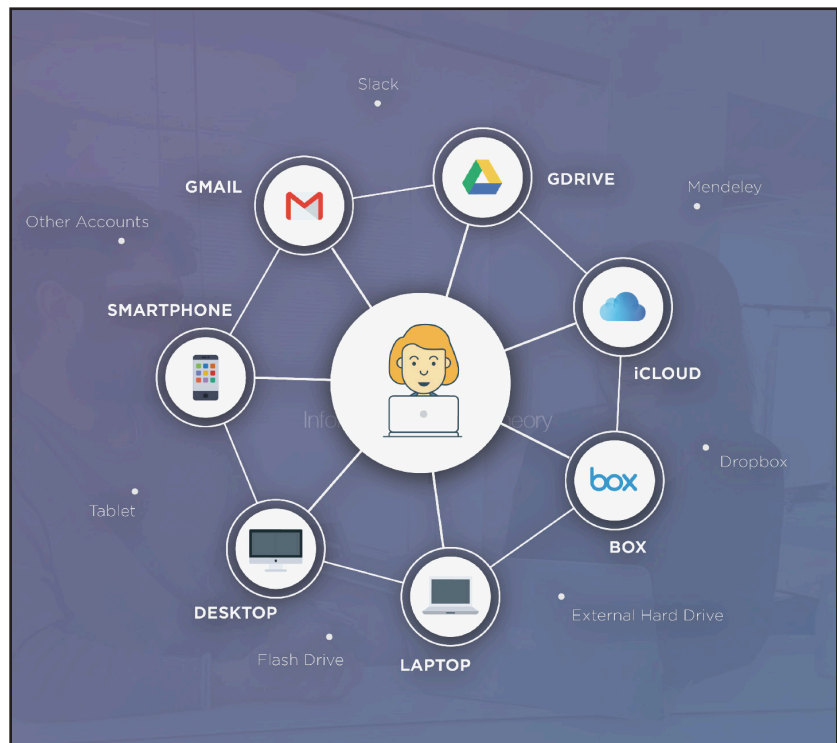 Slack
GDRIVE
GMAIL
Mendeley
Other Accounts
SMARTPHONE
iCLOUD
eory
Dropbox
box
Tablet
BOX
DESKTOP
External Hard Drive
Flash Drive
LAPTOP